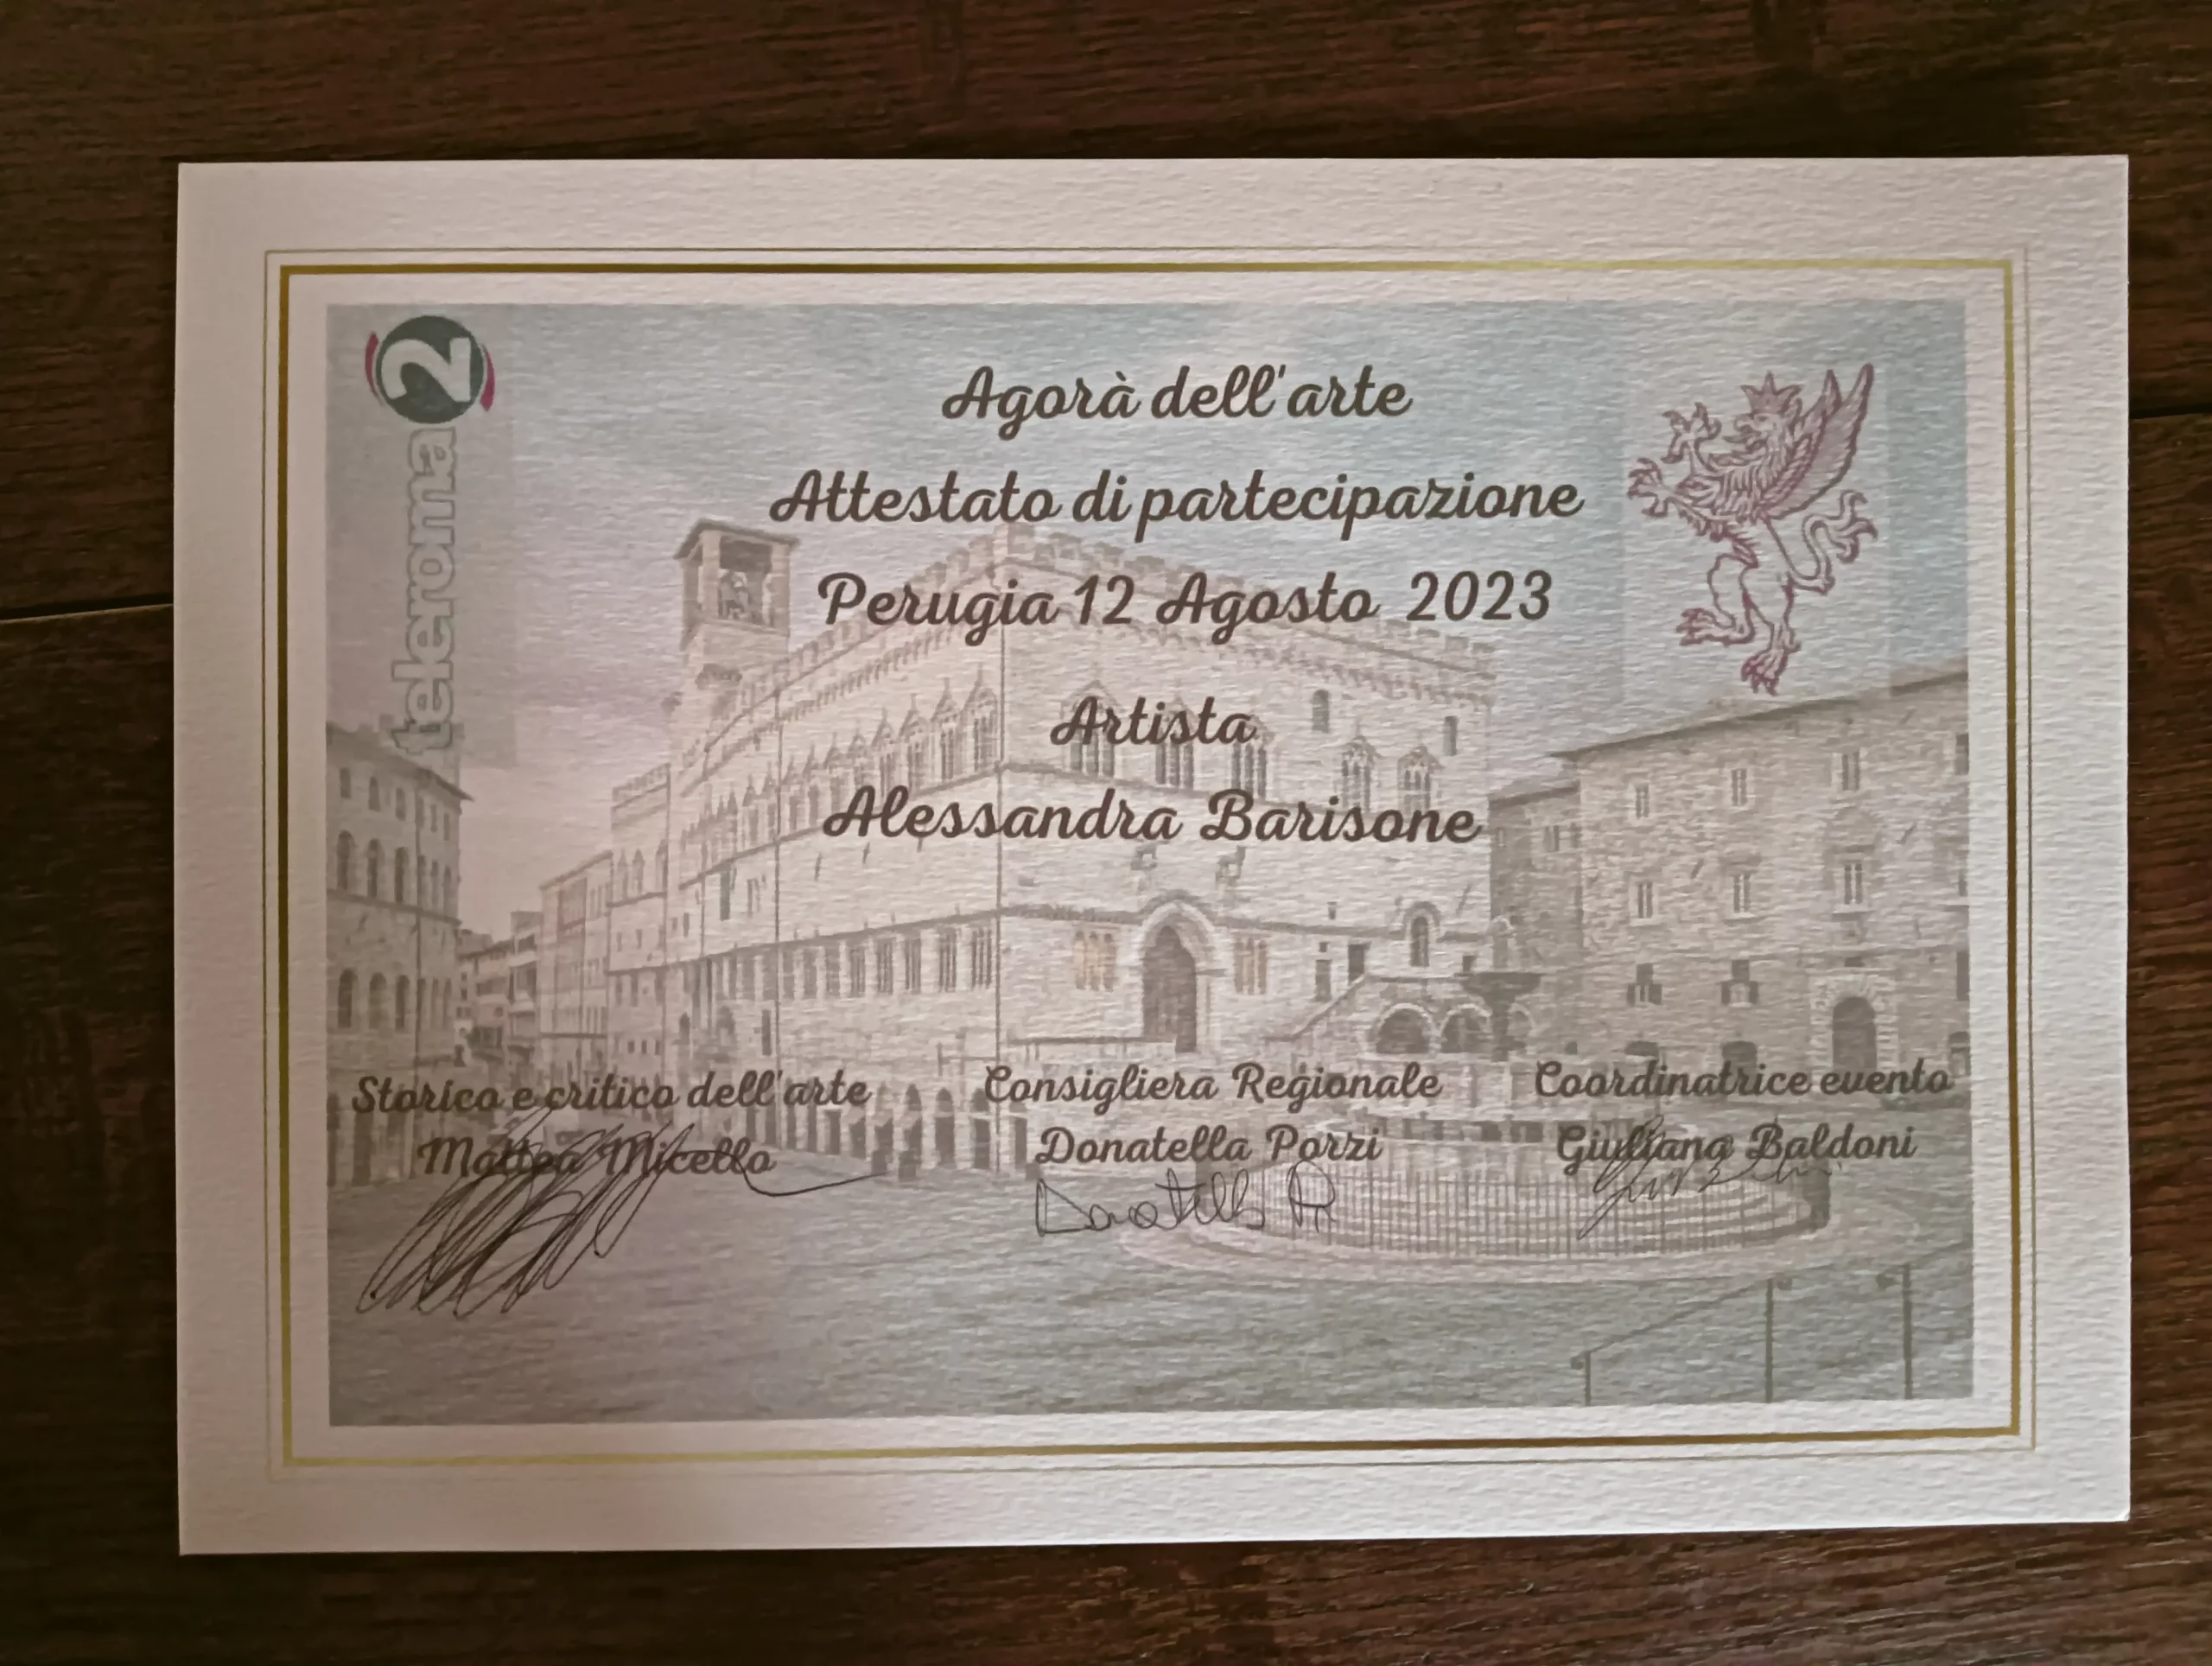 teleroma 2
Agorà dell'arte
Attestato di partecipazione
Perugia 12 Agosto 2023
Artista
Alessandra Barisone
Storico e critico dell'arte
Mattea Micello
Consigliera Regionale
Donatella Porzi
Coordinatrice evento
Giuliana Baldoni